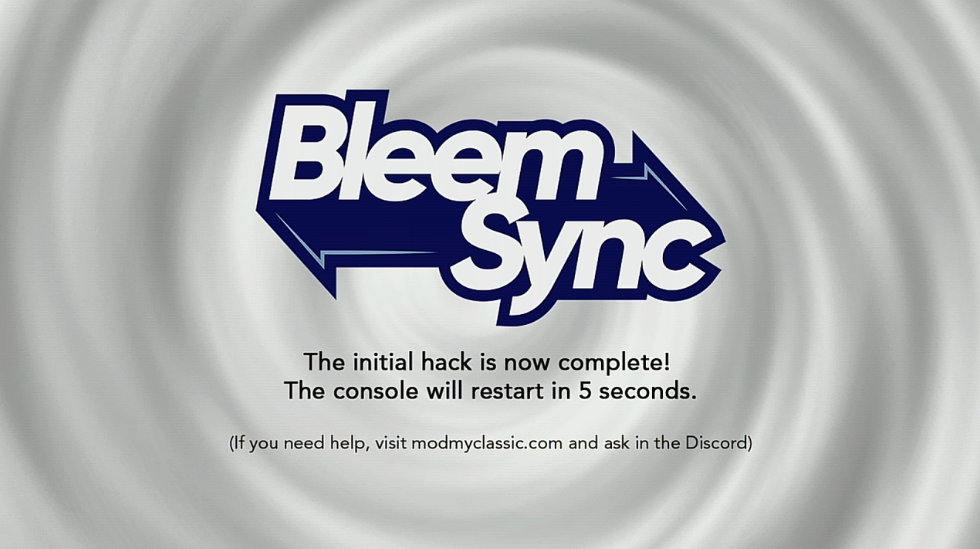 Bleem
Sync
The initial hack is now complete!
The console will restart in 5 seconds.
(If you need help, visit modmyclassic.com and ask in the Discord)